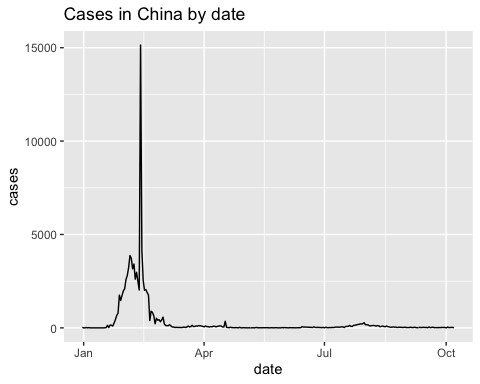 Cases in China by date
15000
10000
5000
0
cases
Jan
Apr
Jul
Oct
date